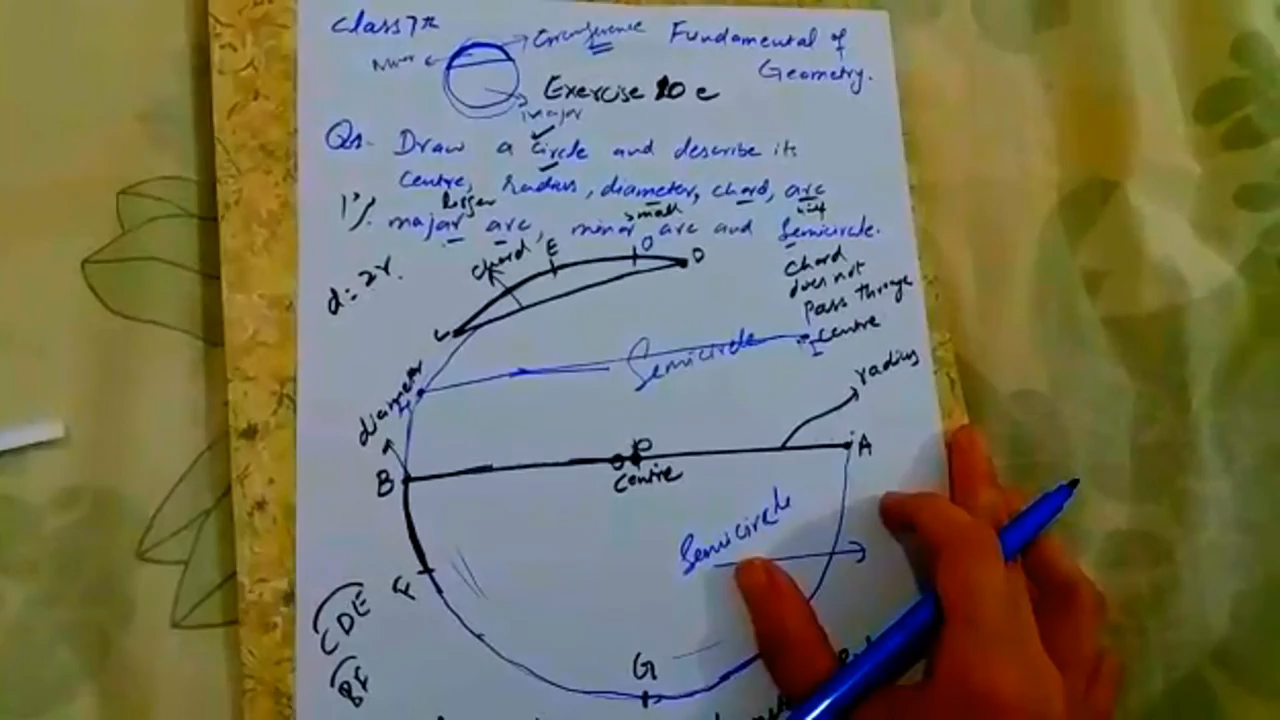 Class 7th
Circumference
Fundamental of
Geometry.
Major
Exercise 10 e
Qs. Draw a circle and describe its
centre, radius, diameter, chord, arc
major arc, minor arc and Semicircle.
small
d=2r.
chord
E
D
Chord
does not
pass through
centre
Semicircle
diameter
radius
B
O
A
centre
Semicircle
F
CDE
BF
G